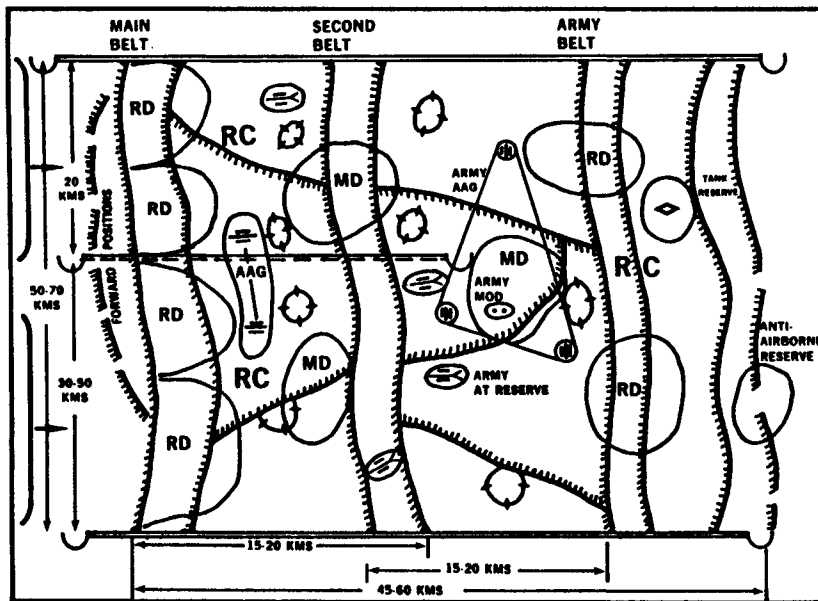 MAIN
BELT
SECOND
BELT
ARMY
BELT
RD
RC
MD
ARMY
AAG
RD
TANK
RESERVE
20
KMS
RD
POSITIONS
AAG
MD
ARMY
MOD
RC
50-70
KMS
FORWARD
RD
ANTI-
AIRBORNE
RESERVE
30-50
KMS
RC
MD
ARMY
AT RESERVE
RD
RD
15-20 KMS
15-20 KMS
45-60 KMS